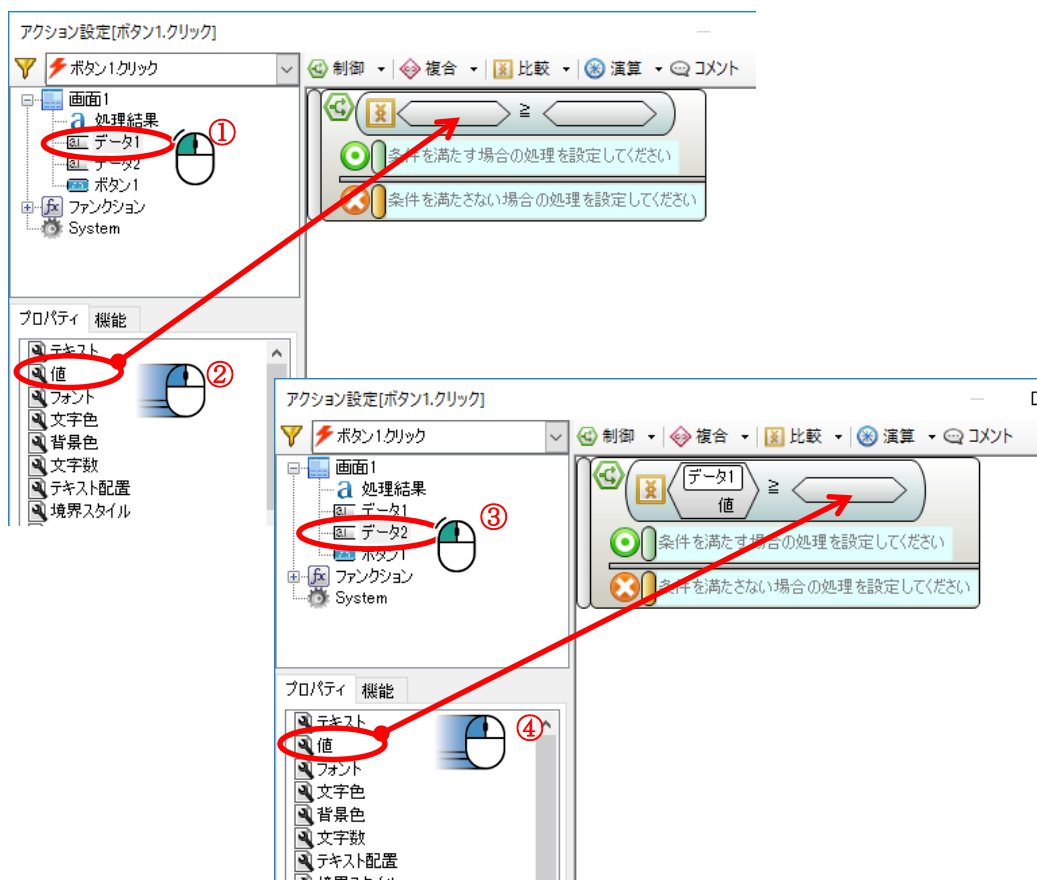 アクション設定[ボタン1.クリック]
ボタン1.クリック
制御 複合 比較 演算 コメント
画面1
処理結果
データ1
データ2
ボタン1
ファンクション
System
①
≧
条件を満たす場合の処理を設定してください
条件を満たさない場合の処理を設定してください
プロパティ 機能
テキスト
値
フォント
文字色
背景色
文字数
テキスト配置
境界スタイル
②
アクション設定[ボタン1.クリック]
ボタン1.クリック
制御 複合 比較 演算 コメント
画面1
処理結果
データ1
データ2
ボタン1
ファンクション
System
③
データ1
値 ≧
条件を満たす場合の処理を設定してください
条件を満たさない場合の処理を設定してください
プロパティ 機能
テキスト
値
フォント
文字色
背景色
文字数
テキスト配置
④